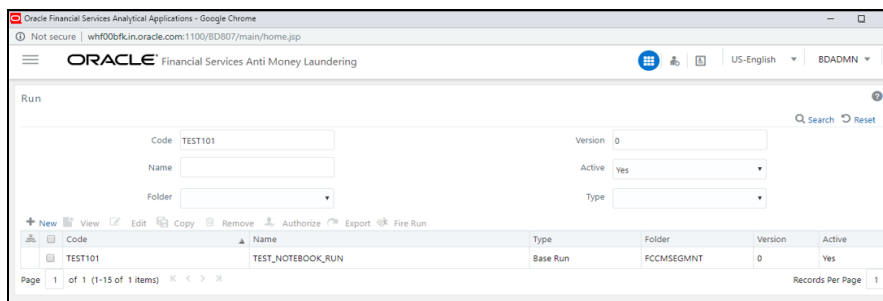 Oracle Financial Services Analytical Applications - Google Chrome
Not secure | whf00bfk.in.oracle.com:1100/BD807/main/home.jsp
ORACLE® Financial Services Anti Money Laundering US-English BDADMN
Run
Search Reset
Code TEST101 Version 0
Name Active Yes
Folder Type
New View Edit Copy Remove Authorize Export Fire Run
Code Name Type Folder Version Active
TEST101 TEST_NOTEBOOK_RUN Base Run FCCMSEGMNT 0 Yes
Page 1 of 1 (1-15 of 1 items) Records Per Page 1